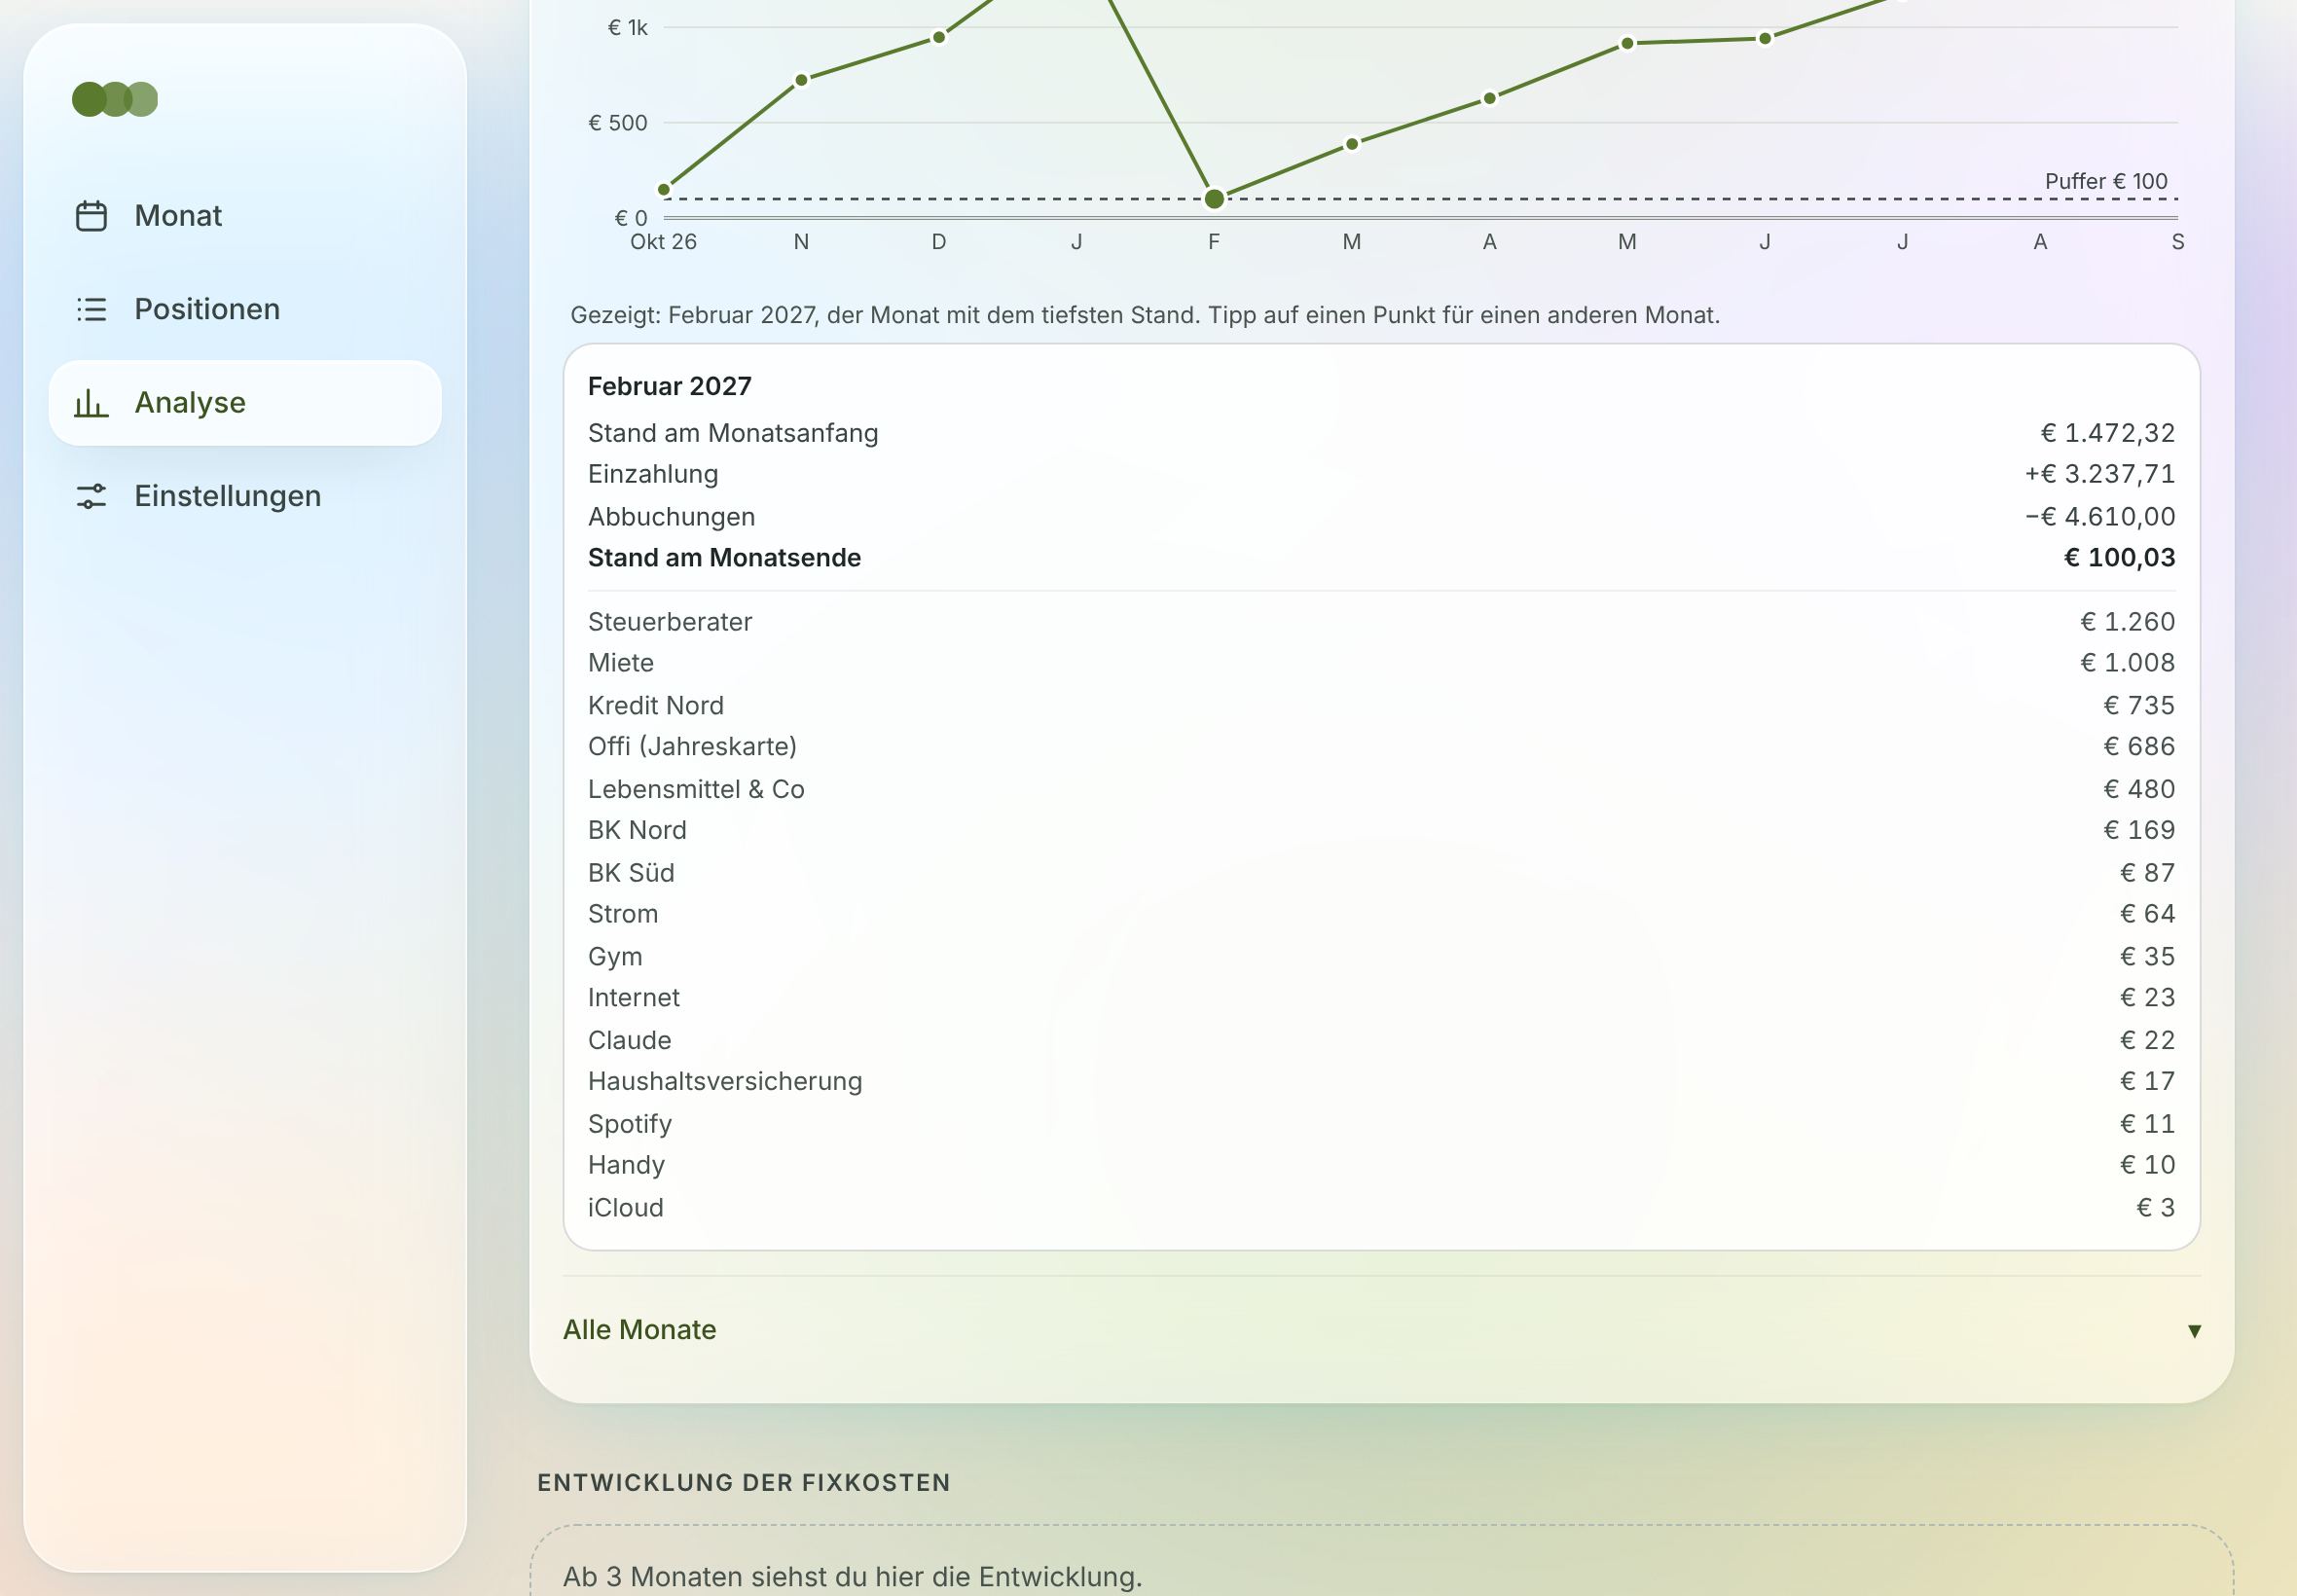 € 1k
€ 500
Puffer € 100
€ 0
Okt 26 N D J F M A M J J A S
Gezeigt: Februar 2027, der Monat mit dem tiefsten Stand. Tipp auf einen Punkt für einen anderen Monat.
Monat
Positionen
Analyse
Einstellungen
Februar 2027
Stand am Monatsanfang € 1.472,32
Einzahlung +€ 3.237,71
Abbuchungen −€ 4.610,00
Stand am Monatsende € 100,03
Steuerberater € 1.260
Miete € 1.008
Kredit Nord € 735
Offi (Jahreskarte) € 686
Lebensmittel & Co € 480
BK Nord € 169
BK Süd € 87
Strom € 64
Gym € 35
Internet € 23
Claude € 22
Haushaltsversicherung € 17
Spotify € 11
Handy € 10
iCloud € 3
Alle Monate ▼
ENTWICKLUNG DER FIXKOSTEN
Ab 3 Monaten siehst du hier die Entwicklung.